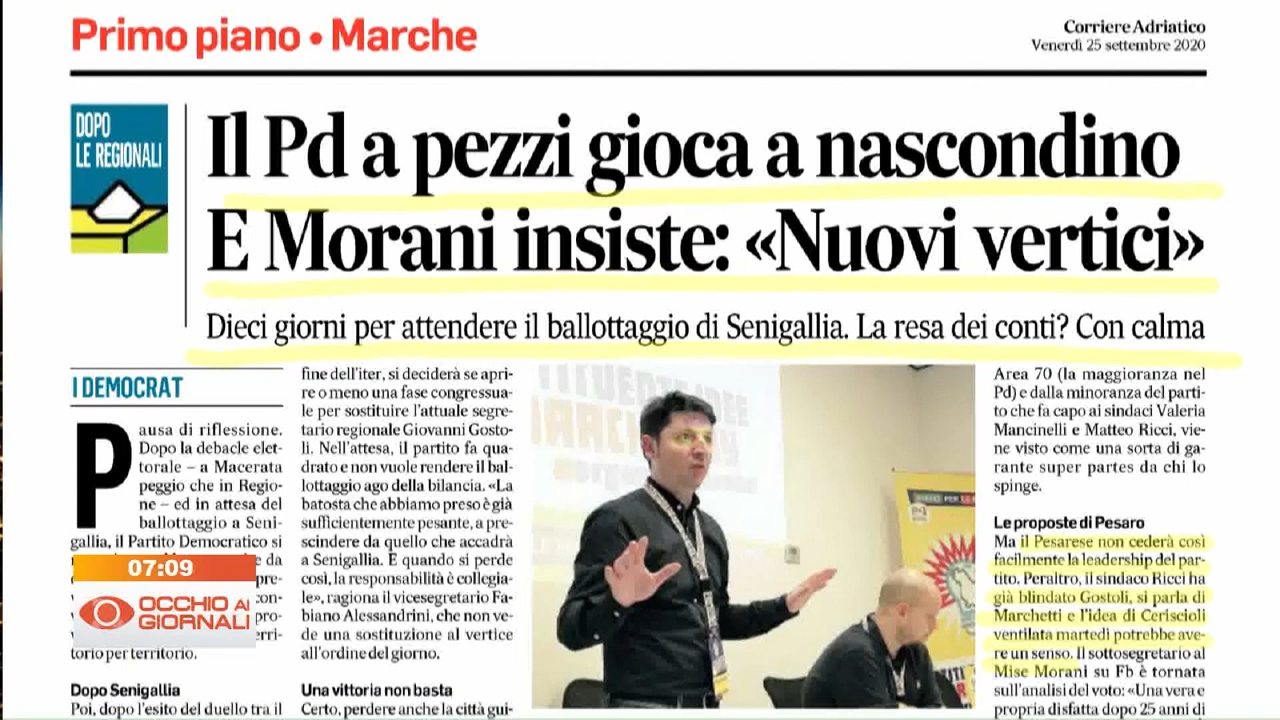 Primo piano • Marche
Corriere Adriatico
Venerdì 25 settembre 2020
DOPO
LE REGIONALI
Il Pd a pezzi gioca a nascondino
E Morani insiste: «Nuovi vertici»
Dieci giorni per attendere il ballottaggio di Senigallia. La resa dei conti? Con calma
I DEMOCRAT
Pausa di riflessione.
Dopo la debacle elet-
torale – a Macerata
peggio che in Regio-
ne – ed in attesa del
ballottaggio a Seni-
gallia, il Partito Democratico si
e da
pre-
con-
pro-
erri-
torio per territorio.
Dopo Senigallia
Poi, dopo l'esito del duello tra il
fine dell'iter, si deciderà se apri-
re o meno una fase congressua-
le per sostituire l'attuale segre-
tario regionale Giovanni Gosto-
li. Nell'attesa, il partito fa qua-
drato e non vuole rendere il bal-
lottaggio ago della bilancia. «La
batosta che abbiamo preso è già
sufficientemente pesante, a pre-
scindere da quello che accadrà
a Senigallia. E quando si perde
così, la responsabilità è collegia-
le», ragiona il vicesegretario Fa-
biano Alessandrini, che non ve-
de una sostituzione al vertice
all'ordine del giorno.
Una vittoria non basta
Certo, perdere anche la città gui-
Area 70 (la maggioranza nel
Pd) e dalla minoranza del parti-
to che fa capo ai sindaci Valeria
Mancinelli e Matteo Ricci, vie-
ne visto come una sorta di ga-
rante super partes da chi lo
spinge.
Le proposte di Pesaro
Ma il Pesarese non cederà così
facilmente la leadership del par-
tito. Peraltro, il sindaco Ricci ha
già blindato Gostoli, si parla di
Marchetti e l'idea di Ceriscioli
ventilata martedì potrebbe ave-
re un senso. Il sottosegretario al
Mise Morani su Fb è tornata
sull'analisi del voto: «Una vera e
propria disfatta dopo 25 anni di
07:09
OCCHIO AI
GIORNALI